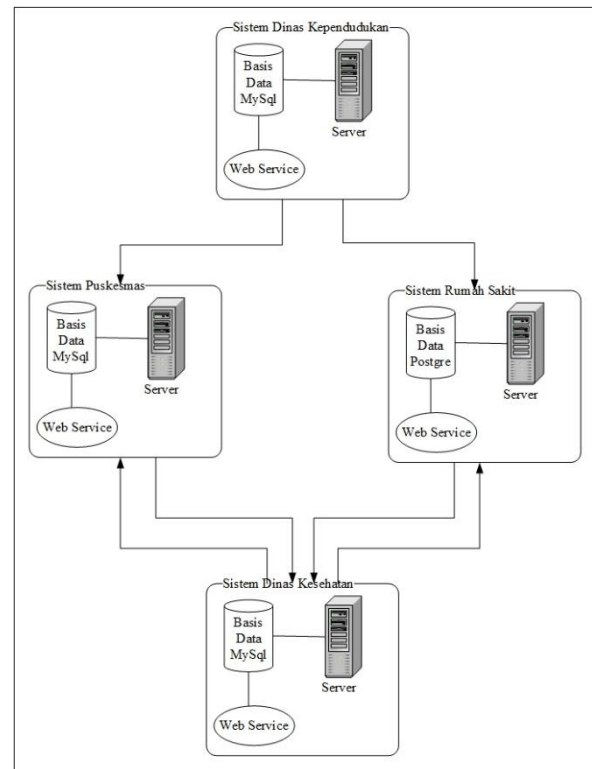 Sistem Dinas Kependudukan
Basis
Data
MySql
Server
Web Service
Sistem Puskesmas
Basis
Data
MySql
Server
Web Service
Sistem Rumah Sakit
Basis
Data
Postgre
Server
Web Service
Sistem Dinas Kesehatan
Basis
Data
MySql
Server
Web Service